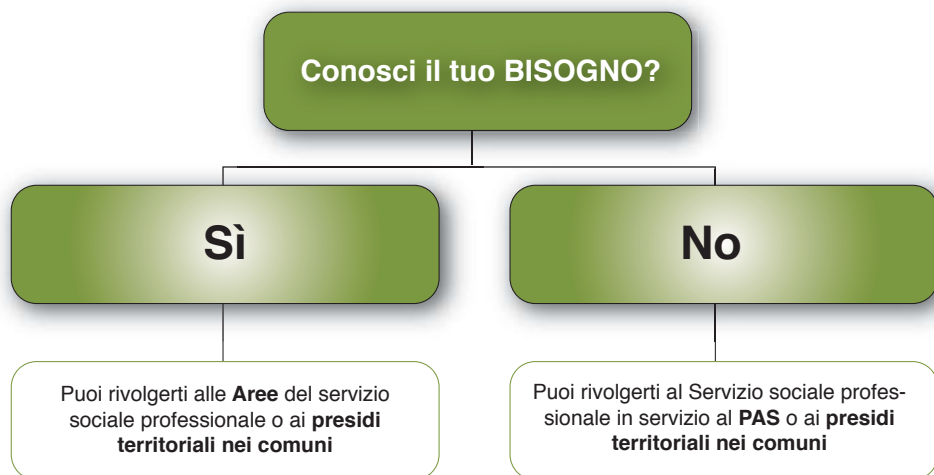 Conosci il tuo BISOGNO?
Sì
No
Puoi rivolgerti alle Aree del servizio
sociale professionale o ai presidi
territoriali nei comuni
Puoi rivolgerti al Servizio sociale profes-
sionale in servizio al PAS o ai presidi
territoriali nei comuni